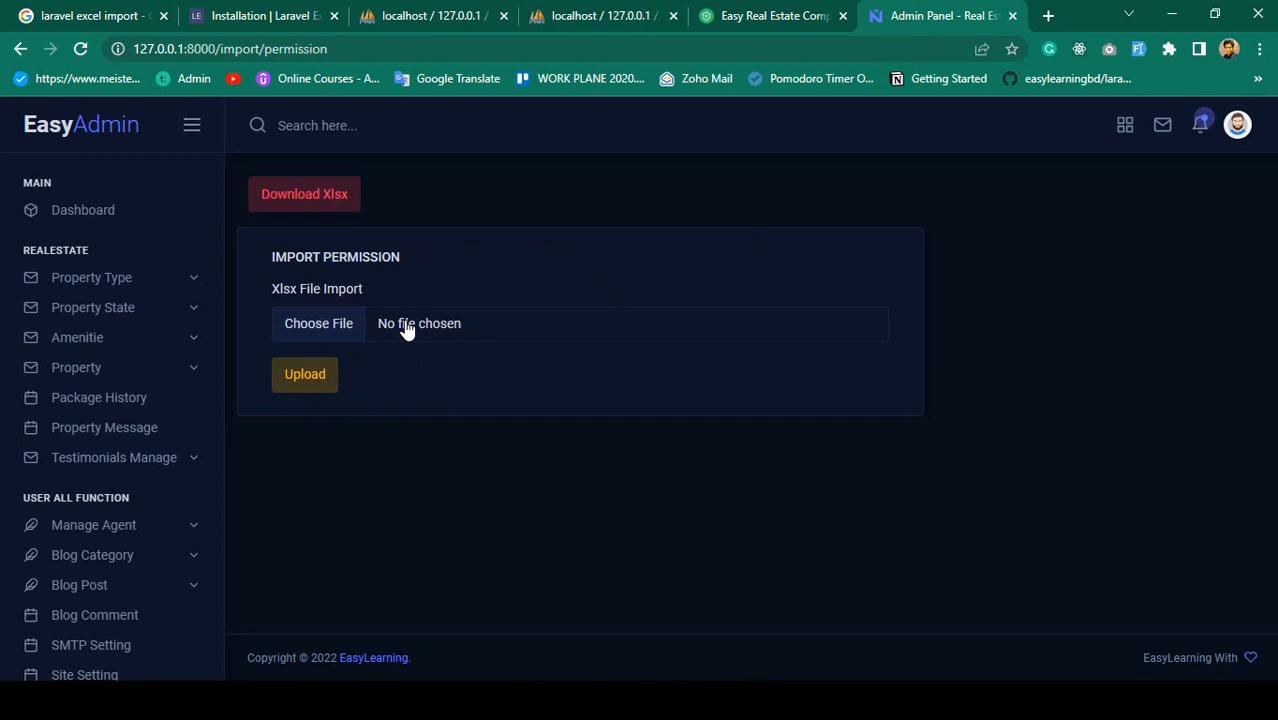 laravel excel import - G
Installation | Laravel E
localhost / 127.0.0.1 /
localhost / 127.0.0.1 /
Easy Real Estate Comp
Admin Panel - Real Es
127.0.0.1:8000/import/permission
https://www.meiste...
Admin
Online Courses - A...
Google Translate
WORK PLANE 2020....
Zoho Mail
Pomodoro Timer O...
Getting Started
easylearningbd/lara...
EasyAdmin
Search here...
MAIN
Dashboard
REALESTATE
Property Type
Property State
Amenitie
Property
Package History
Property Message
Testimonials Manage
USER ALL FUNCTION
Manage Agent
Blog Category
Blog Post
Blog Comment
SMTP Setting
Site Setting
Download Xlsx
IMPORT PERMISSION
Xlsx File Import
Choose File No file chosen
Upload
Copyright © 2022 EasyLearning.
EasyLearning With